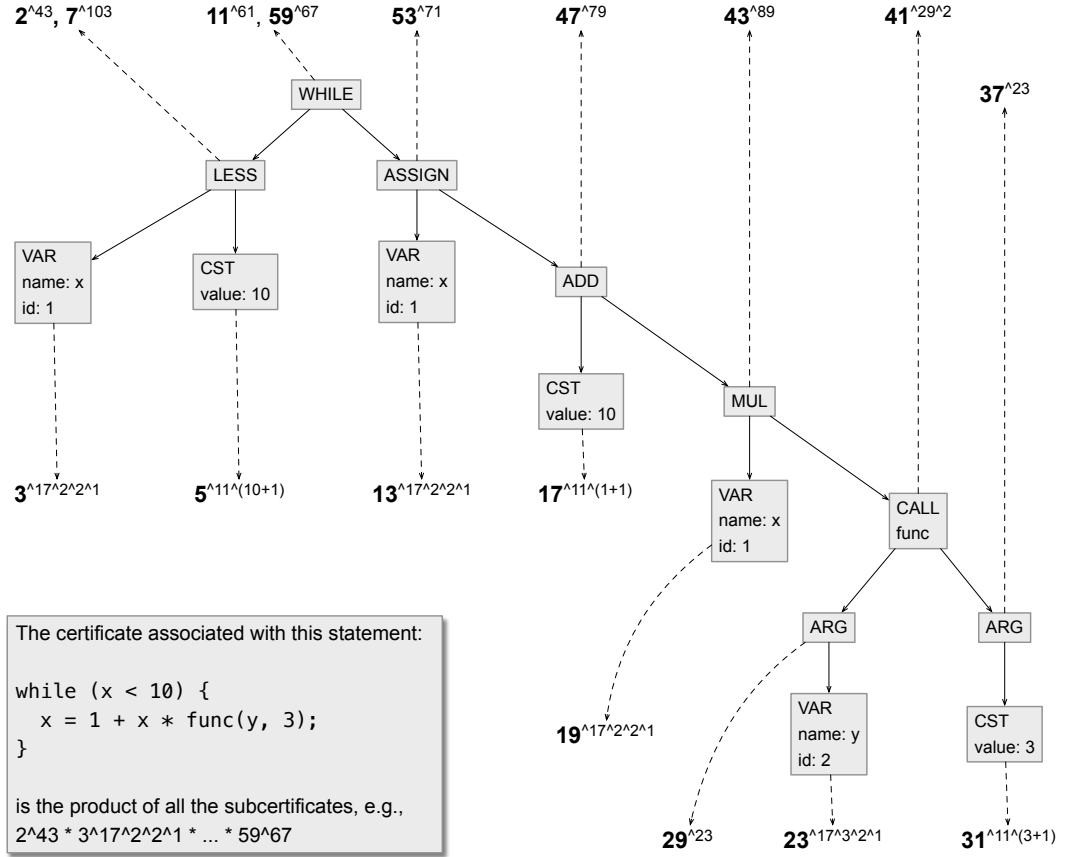 2^43, 7^103
11^61, 59^67
53^71
47^79
43^89
41^29^2
37^23
WHILE
LESS
ASSIGN
VAR
name: x
id: 1
CST
value: 10
VAR
name: x
id: 1
ADD
CST
value: 10
MUL
3^17^2^2^1
5^11^(10+1)
13^17^2^2^1
17^11^(1+1)
VAR
name: x
id: 1
CALL
func
ARG
ARG
The certificate associated with this statement:
while (x < 10) {
  x = 1 + x * func(y, 3);
}
is the product of all the subcertificates, e.g.,
2^43 * 3^17^2^2^1 * ... * 59^67
19^17^2^2^1
VAR
name: y
id: 2
CST
value: 3
29^23
23^17^3^2^1
31^11^(3+1)